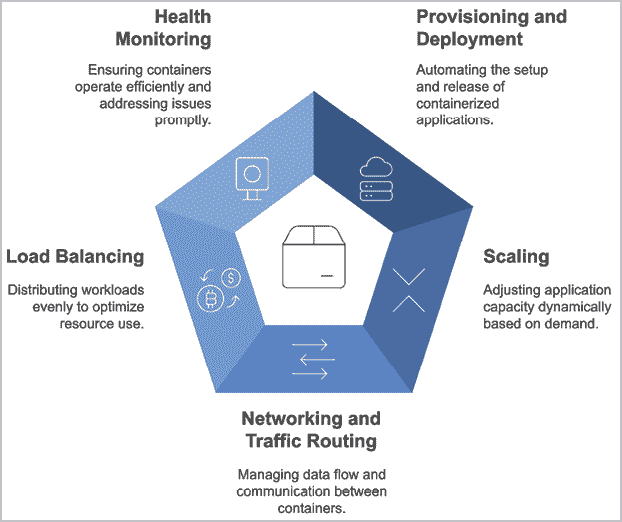 Health
Monitoring
Ensuring containers
operate efficiently and
addressing issues
promptly.
Provisioning and
Deployment
Automating the setup
and release of
containerized
applications.
Load Balancing
Distributing workloads
evenly to optimize
resource use.
Scaling
Adjusting application
capacity dynamically
based on demand.
Networking and
Traffic Routing
Managing data flow and
communication between
containers.